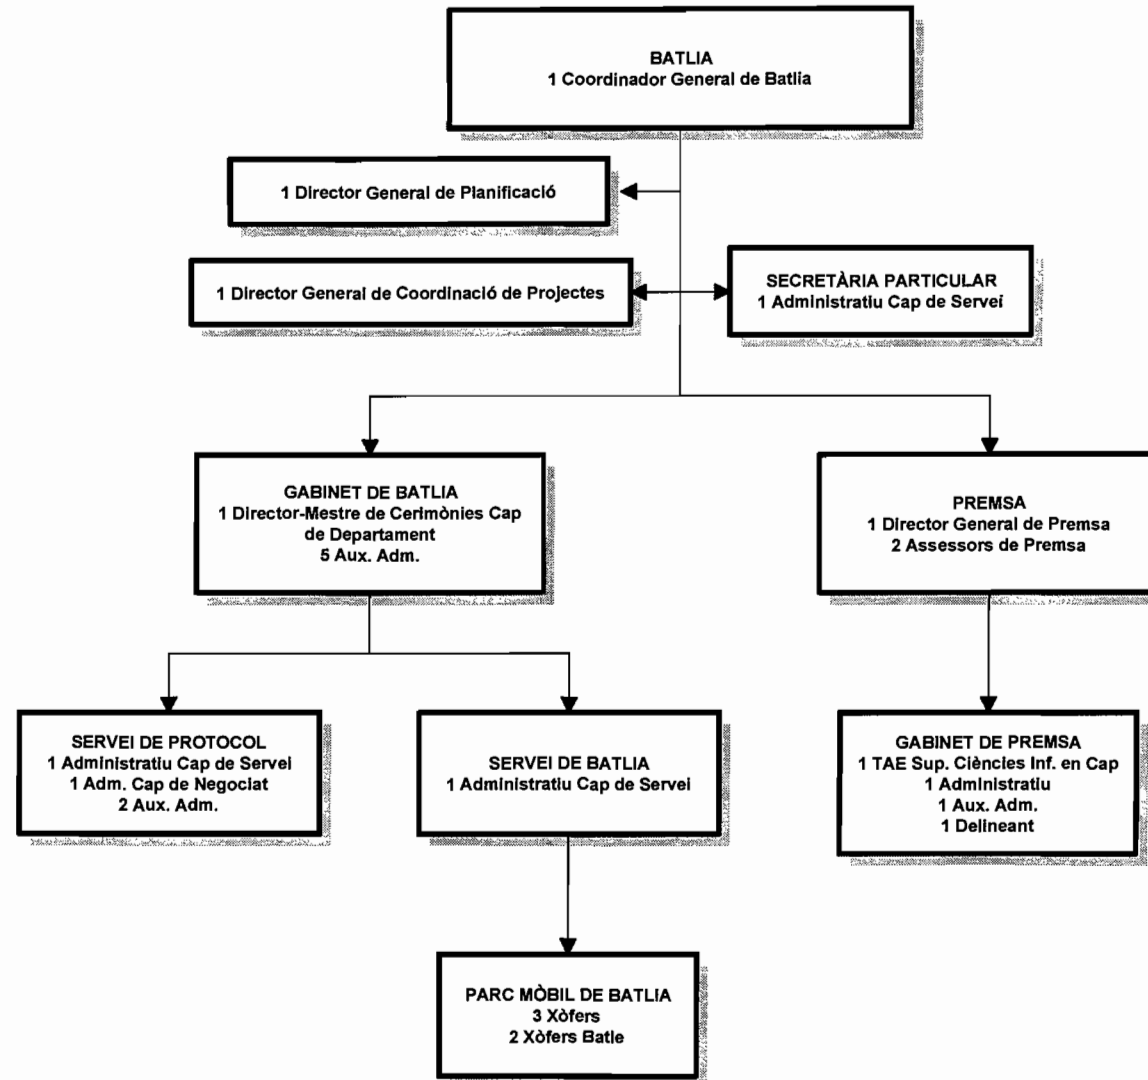 BATLIA
1 Coordinador General de Batlia
1 Director General de Planificació
1 Director General de Coordinació de Projectes
SECRETÀRIA PARTICULAR
1 Administratiu Cap de Servei
GABINET DE BATLIA
1 Director-Mestre de Cerimònies Cap
de Departament
5 Aux. Adm.
PREMSA
1 Director General de Premsa
2 Assessors de Premsa
SERVEI DE PROTOCOL
1 Administratiu Cap de Servei
1 Adm. Cap de Negociat
2 Aux. Adm.
SERVEI DE BATLIA
1 Administratiu Cap de Servei
GABINET DE PREMSA
1 TAE Sup. Ciències Inf. en Cap
1 Administratiu
1 Aux. Adm.
1 Delineant
PARC MÒBIL DE BATLIA
3 Xòfers
2 Xòfers Batle